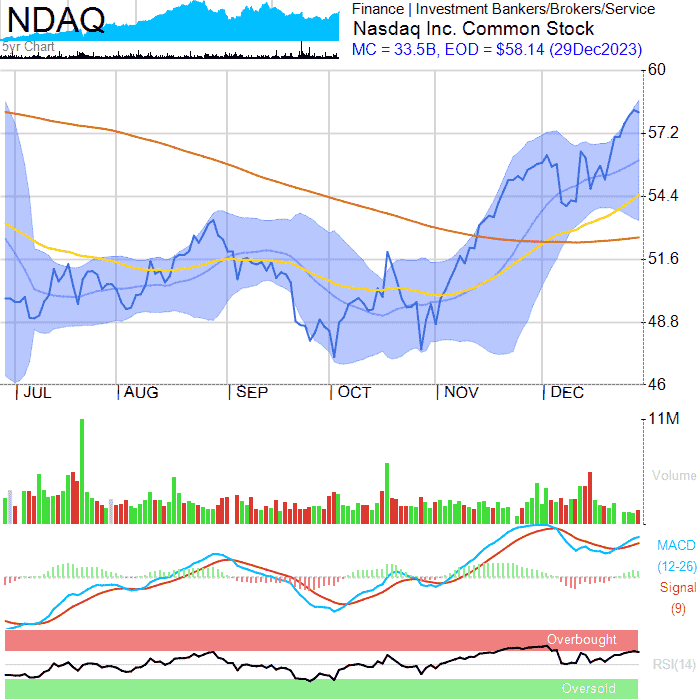 NDAQ
5yr Chart
Finance | Investment Bankers/Brokers/Service
Nasdaq Inc. Common Stock
MC = 33.5B, EOD = $58.14 (29Dec2023)
60
57.2
54.4
51.6
48.8
46
JUL
AUG
SEP
OCT
NOV
DEC
11M
Volume
MACD
(12-26)
Signal
(9)
Overbought
RSI(14)
Oversold